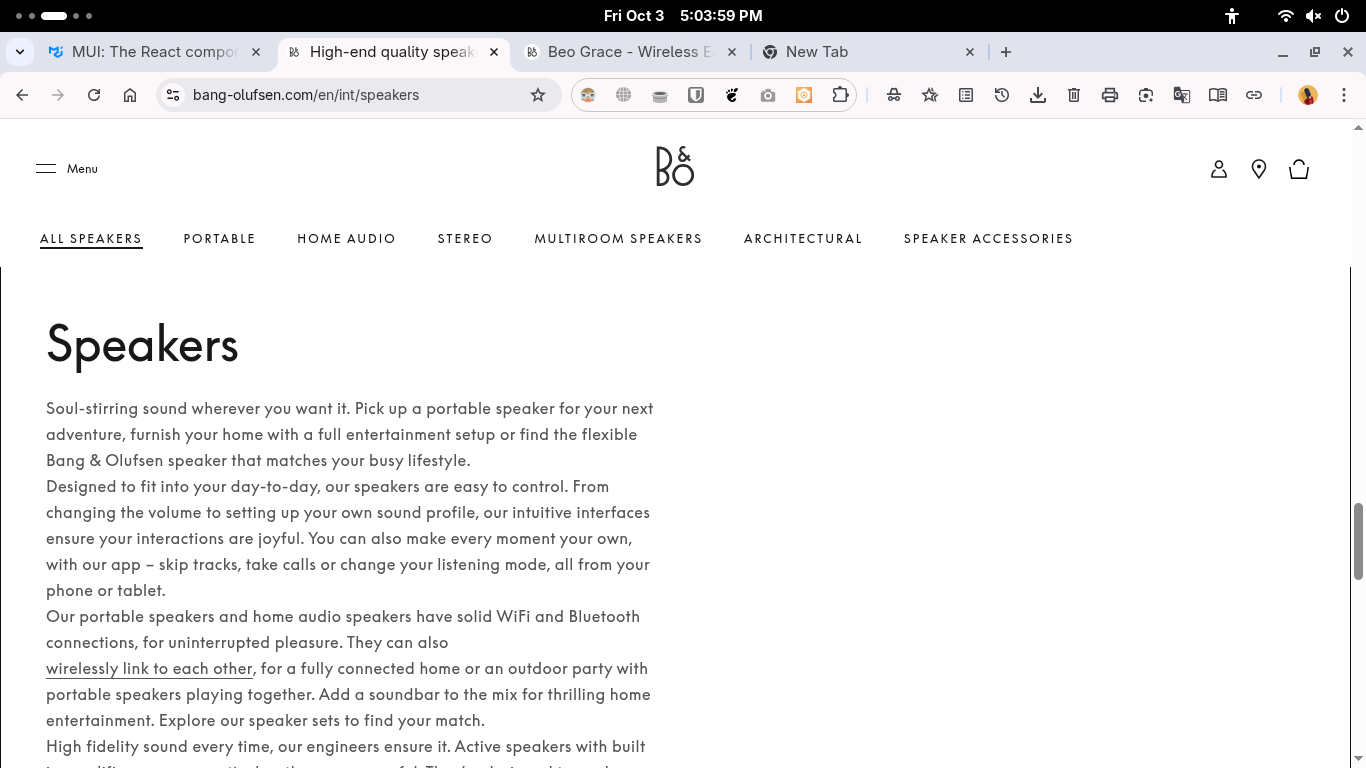 Fri Oct 3 5:03:59 PM
MUI: The React compo
High-end quality speak
Beo Grace - Wireless E
New Tab
bang-olufsen.com/en/int/speakers
Menu
B&O
ALL SPEAKERS
PORTABLE
HOME AUDIO
STEREO
MULTIROOM SPEAKERS
ARCHITECTURAL
SPEAKER ACCESSORIES
Speakers
Soul-stirring sound wherever you want it. Pick up a portable speaker for your next
adventure, furnish your home with a full entertainment setup or find the flexible
Bang & Olufsen speaker that matches your busy lifestyle.
Designed to fit into your day-to-day, our speakers are easy to control. From
changing the volume to setting up your own sound profile, our intuitive interfaces
ensure your interactions are joyful. You can also make every moment your own,
with our app – skip tracks, take calls or change your listening mode, all from your
phone or tablet.
Our portable speakers and home audio speakers have solid WiFi and Bluetooth
connections, for uninterrupted pleasure. They can also
wirelessly link to each other, for a fully connected home or an outdoor party with
portable speakers playing together. Add a soundbar to the mix for thrilling home
entertainment. Explore our speaker sets to find your match.
High fidelity sound every time, our engineers ensure it. Active speakers with built